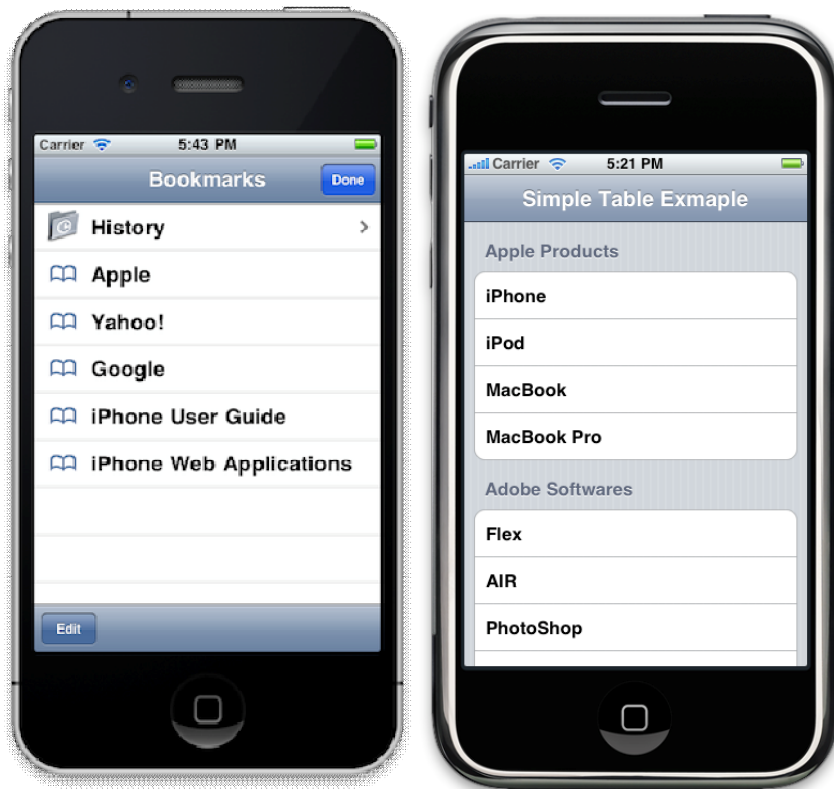 Carrier 5:43 PM
Bookmarks Done
History
Apple
Yahoo!
Google
iPhone User Guide
iPhone Web Applications
Edit
Carrier 5:21 PM
Simple Table Exmaple
Apple Products
iPhone
iPod
MacBook
MacBook Pro
Adobe Softwares
Flex
AIR
PhotoShop